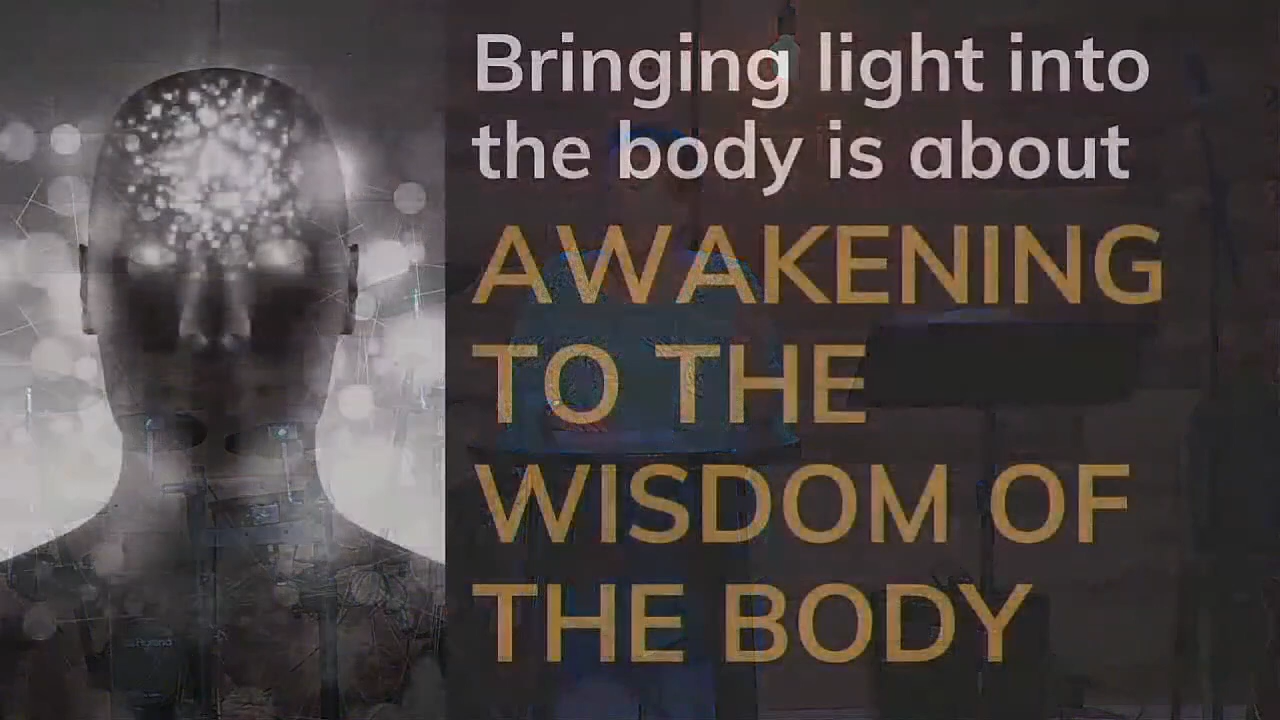 Bringing light into
the body is about
AWAKENING
TO THE
WISDOM OF
THE BODY